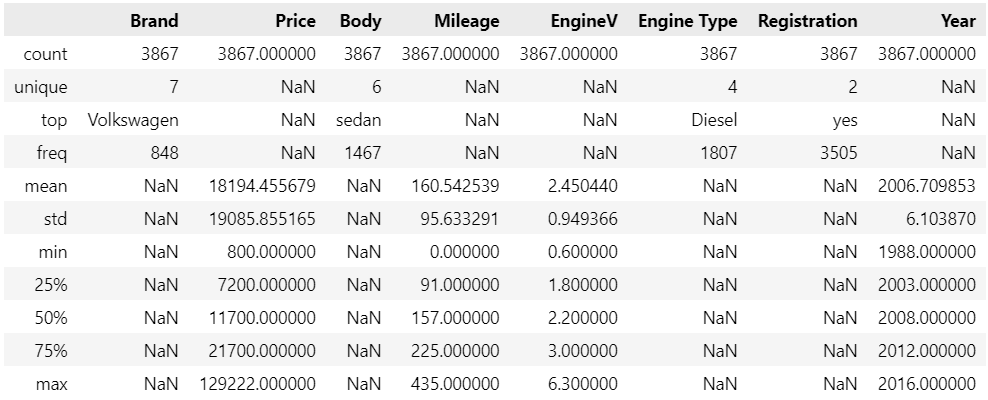 Brand Price Body Mileage EngineV Engine Type Registration Year
count 3867 3867.000000 3867 3867.000000 3867.000000 3867 3867 3867.000000
unique 7 NaN 6 NaN NaN 4 2 NaN
top Volkswagen NaN sedan NaN NaN Diesel yes NaN
freq 848 NaN 1467 NaN NaN 1807 3505 NaN
mean NaN 18194.455679 NaN 160.542539 2.450440 NaN NaN 2006.709853
std NaN 19085.855165 NaN 95.633291 0.949366 NaN NaN 6.103870
min NaN 800.000000 NaN 0.000000 0.600000 NaN NaN 1988.000000
25% NaN 7200.000000 NaN 91.000000 1.800000 NaN NaN 2003.000000
50% NaN 11700.000000 NaN 157.000000 2.200000 NaN NaN 2008.000000
75% NaN 21700.000000 NaN 225.000000 3.000000 NaN NaN 2012.000000
max NaN 129222.000000 NaN 435.000000 6.300000 NaN NaN 2016.000000